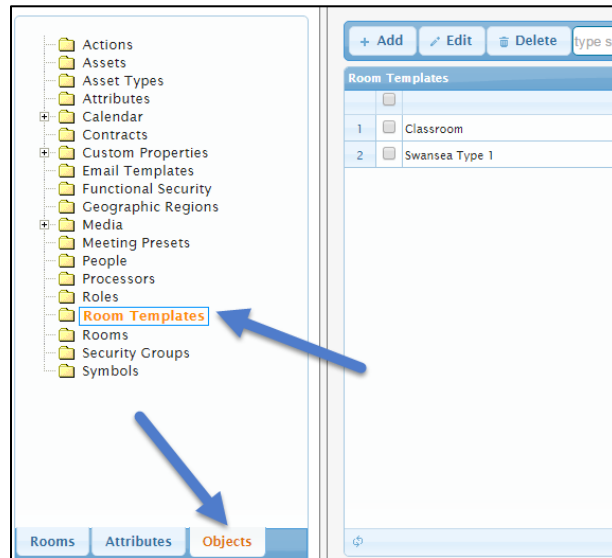 Actions
Assets
Asset Types
Attributes
Calendar
Contracts
Custom Properties
Email Templates
Functional Security
Geographic Regions
Media
Meeting Presets
People
Processors
Roles
Room Templates
Rooms
Security Groups
Symbols
Rooms Attributes Objects
+ Add Edit Delete type s
Room Templates
1 Classroom
2 Swansea Type 1